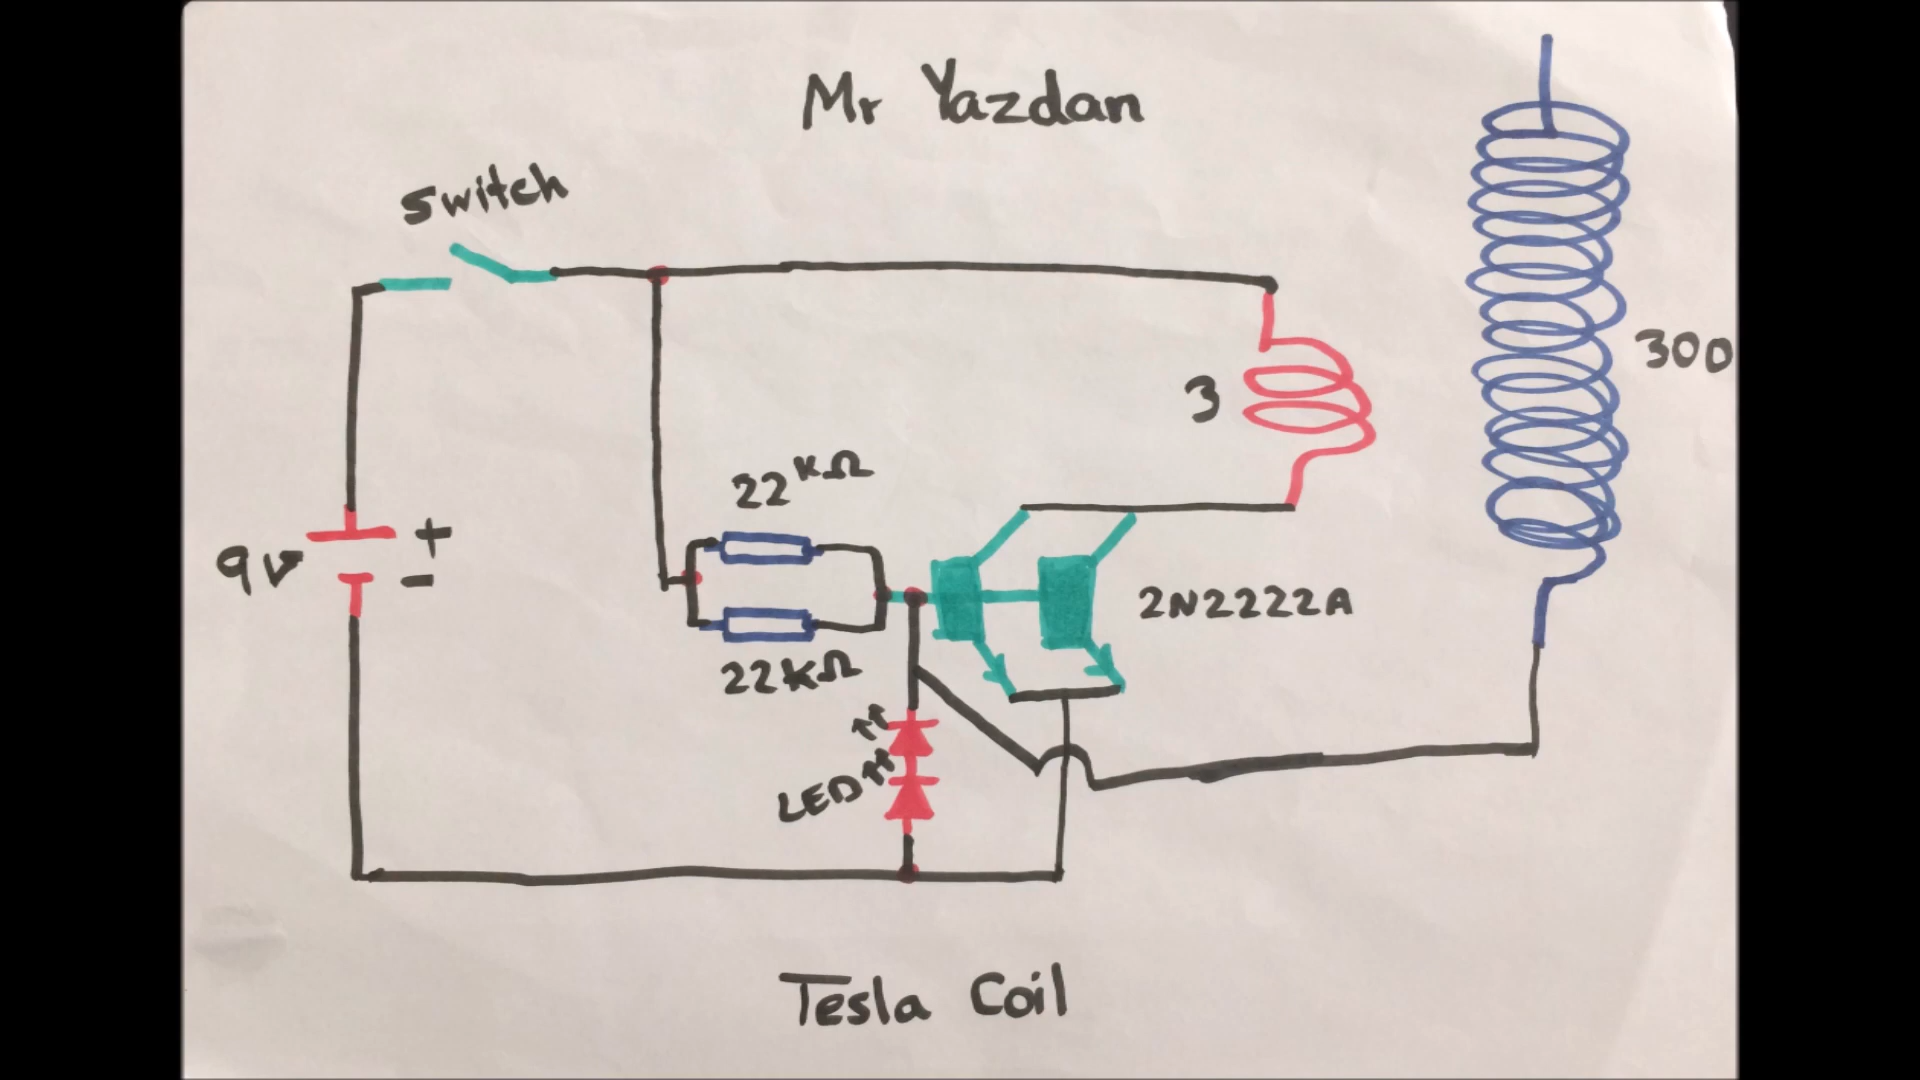 Mr Yazdan
switch
300
3
22KΩ
9v
+
-
2N2222A
22KΩ
LED
Tesla Coil